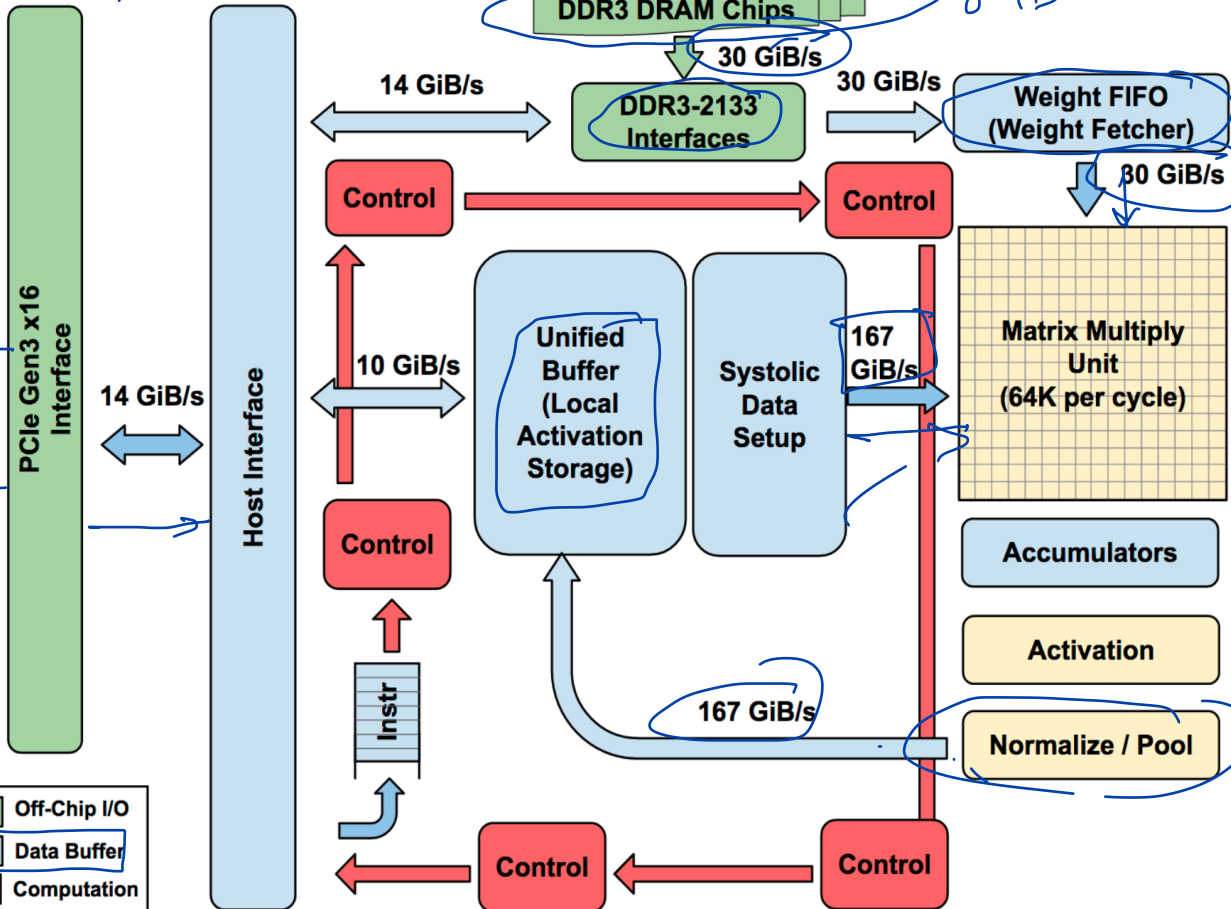 DDR3 DRAM Chips
30 GiB/s
14 GiB/s
DDR3-2133
Interfaces
30 GiB/s
Weight FIFO
(Weight Fetcher)
30 GiB/s
Control
Control
PCIe Gen3 x16
Interface
14 GiB/s
Host Interface
10 GiB/s
Unified
Buffer
(Local
Activation
Storage)
Systolic
Data
Setup
167
GiB/s
Matrix Multiply
Unit
(64K per cycle)
Control
Accumulators
Activation
Instr
167 GiB/s
Normalize / Pool
Off-Chip I/O
Data Buffer
Computation
Control
Control